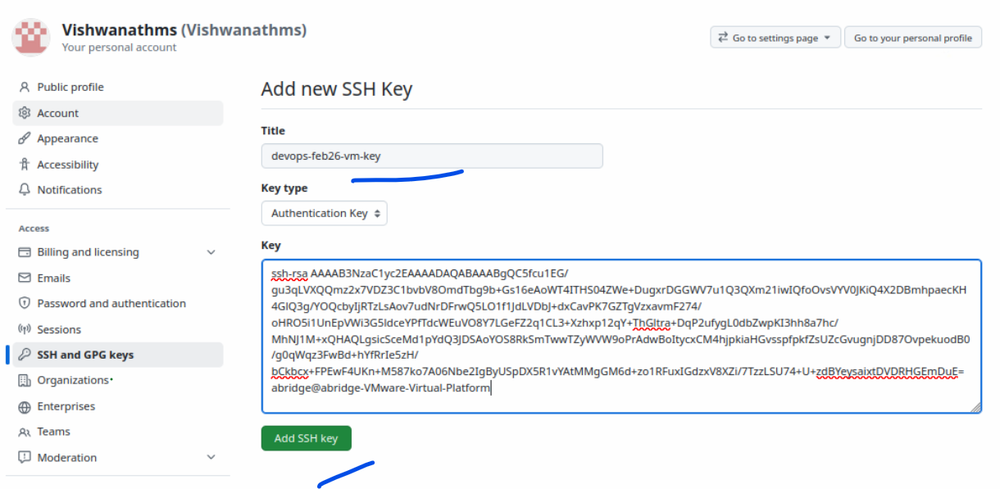 Vishwanathms (Vishwanathms)
Your personal account
Go to settings page
Go to your personal profile
Public profile
Account
Appearance
Accessibility
Notifications
Access
Billing and licensing
Emails
Password and authentication
Sessions
SSH and GPG keys
Organizations
Enterprises
Teams
Moderation
Add new SSH Key
Title
devops-feb26-vm-key
Key type
Authentication Key
Key
ssh-rsa AAAAB3NzaC1yc2EAAAADAQABAAABgQC5fcu1EG/
gu3qLVXQQmz2x7VDZ3C1bvbV8OmdTbg9b+Gs16eAoWT4ITHS04ZWe+DugxrDGGWV7u1Q3QXm21iwIQfoOvsVYV0JKiQ4X2DBmhpaecKH
4GlQ3g/YOQcbyIjRTzLsAov7udNrDFrwQ5LO1f1JdLVDbJ+dxCavPK7GZTgVzxavmF274/
oHRO5i1UnEpVWi3G5ldceYPfTdcWEuVO8Y7LGeFZ2q1CL3+Xzhxp12qY+ThGltra+DqP2ufygL0dbZwpKI3hh8a7hc/
MhNJ1M+xQHAQLgsicSceMd1pYdQ3JDSAoYOS8RkSmTwwTZyWVW9oPrAdwBoItycxCM4hjpkiaHGvsspfpkfZsUZcGvugnjDD87OvpekuodB0
/g0qWqz3FwBd+hYfRrIe5zH/
bCkbcx+FPEwF4UKn+M587ko7A06Nbe2IgByUSpDX5R1vYAtMMgGM6d+zo1RFuxIGdzxV8XZi/7TzzLSU74+U+zdBYeysaixtDVDRHGEmDuE=
abridge@abridge-VMware-Virtual-Platform
Add SSH key